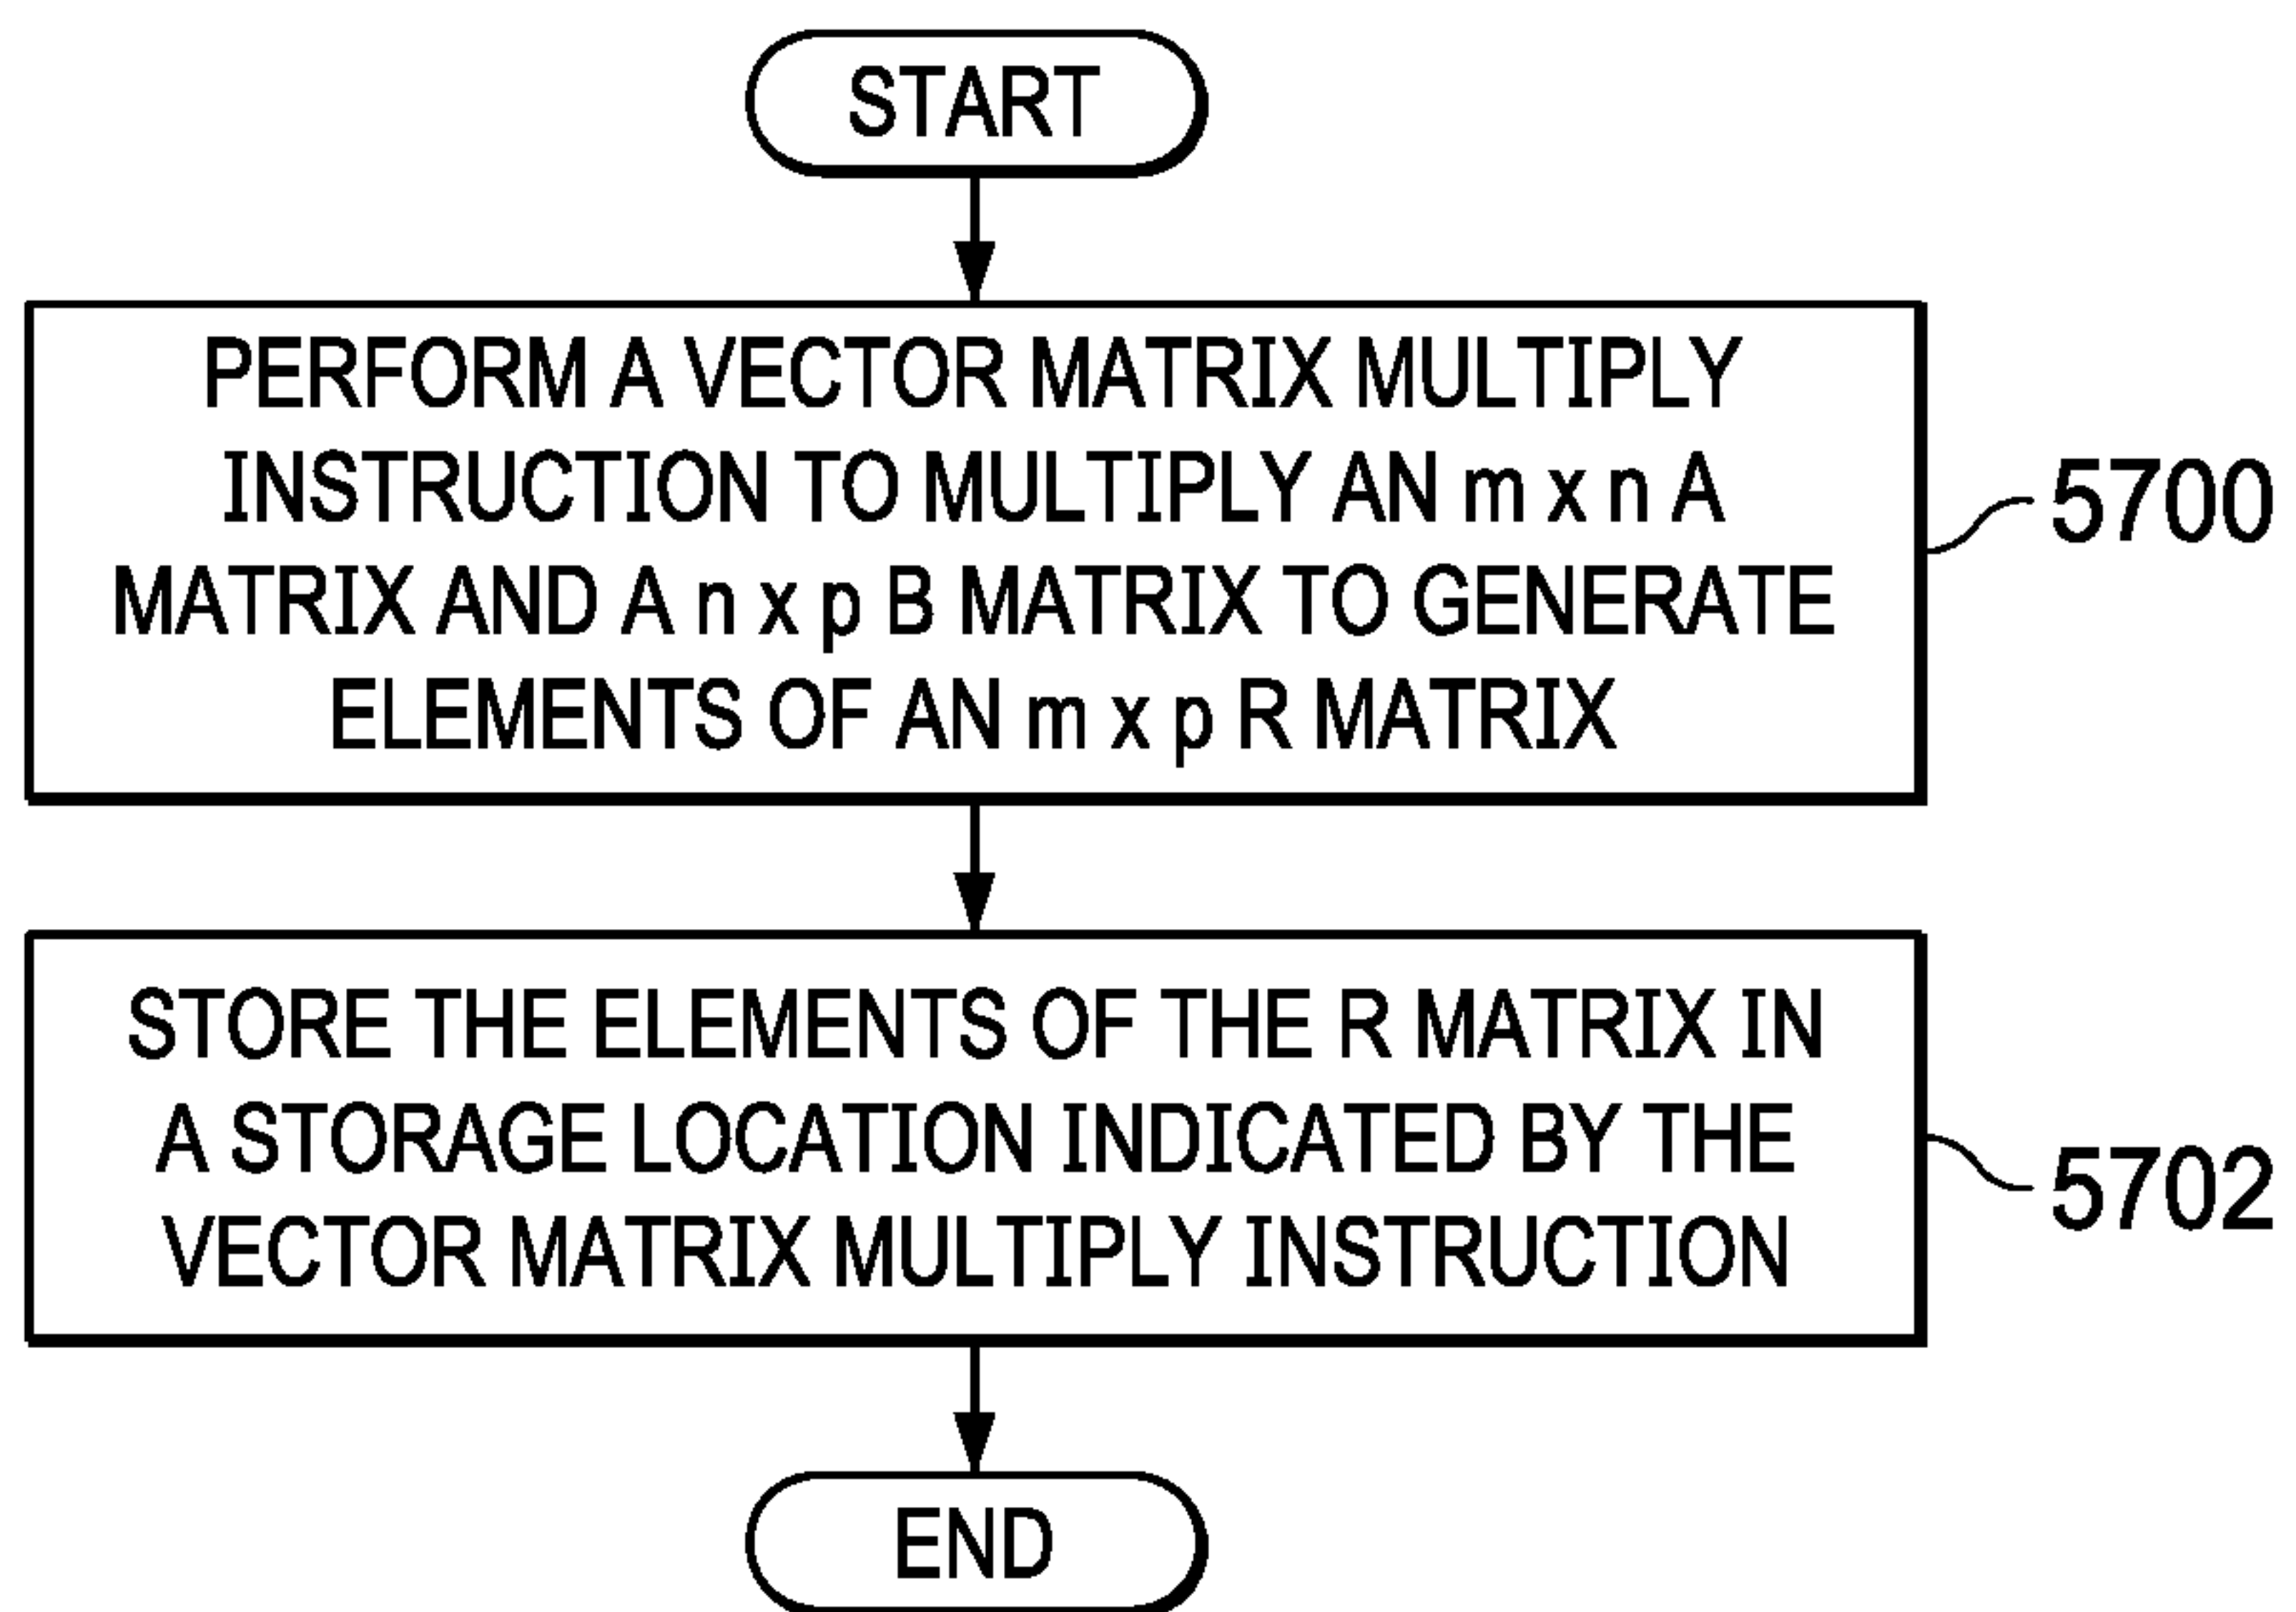 START
PERFORM A VECTOR MATRIX MULTIPLY
INSTRUCTION TO MULTIPLY AN m x n A
MATRIX AND A n x p B MATRIX TO GENERATE
ELEMENTS OF AN m x p R MATRIX
5700
STORE THE ELEMENTS OF THE R MATRIX IN
A STORAGE LOCATION INDICATED BY THE
VECTOR MATRIX MULTIPLY INSTRUCTION
5702
END